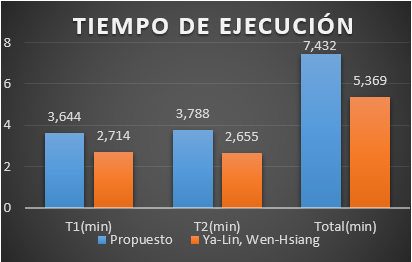 TIEMPO DE EJECUCIÓN
8
6
4
2
0
3,644
2,714
3,788
2,655
7,432
5,369
T1(min)
T2(min)
Total(min)
Propuesto
Ya-Lin, Wen-Hsiang